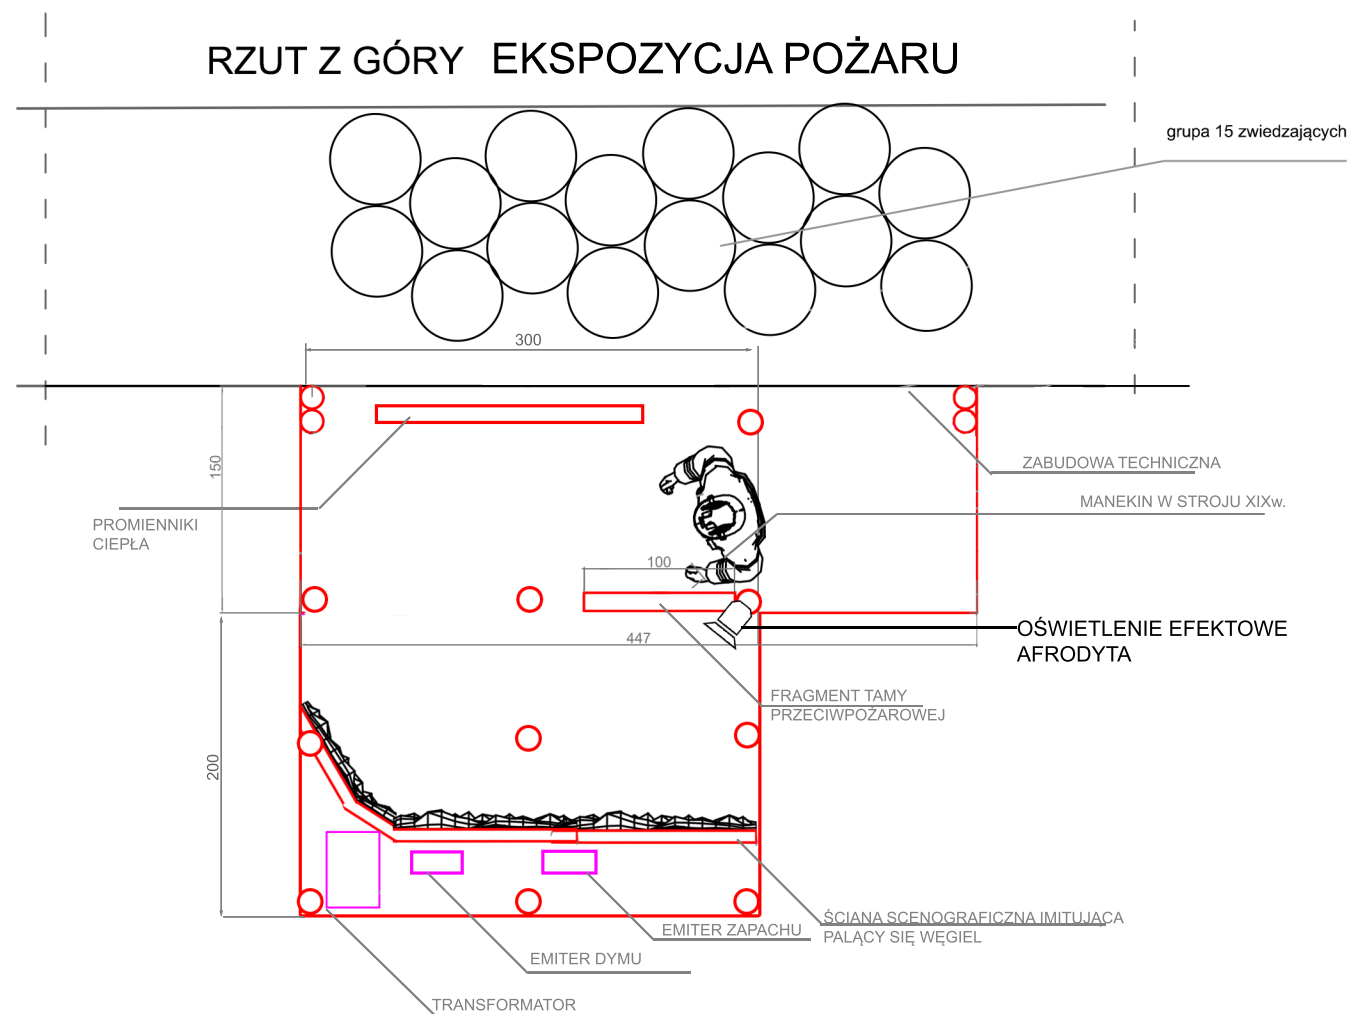 RZUT Z GÓRY EKSPOZYCJA POŻARU
grupa 15 zwiedzających
300
150
ZABUDOWA TECHNICZNA
MANEKIN W STROJU XIXw.
PROMIENNIKI
CIEPŁA
100
447
OŚWIETLENIE EFEKTOWE
AFRODYTA
FRAGMENT TAMY
PRZECIWPOŻAROWEJ
200
ŚCIANA SCENOGRAFICZNA IMITUJĄCA
PALĄCY SIĘ WĘGIEL
EMITER ZAPACHU
EMITER DYMU
TRANSFORMATOR